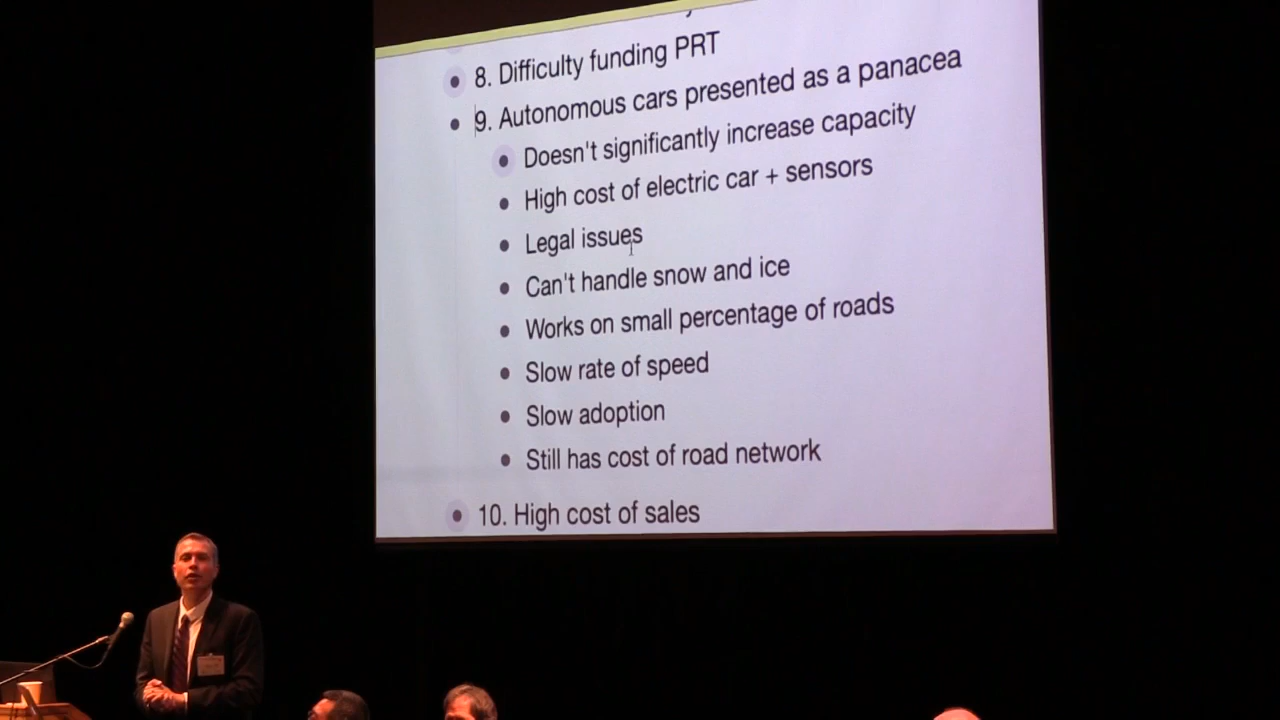 8. Difficulty funding PRT
9. Autonomous cars presented as a panacea
Doesn't significantly increase capacity
High cost of electric car + sensors
Legal issues
Can't handle snow and ice
Works on small percentage of roads
Slow rate of speed
Slow adoption
Still has cost of road network
10. High cost of sales